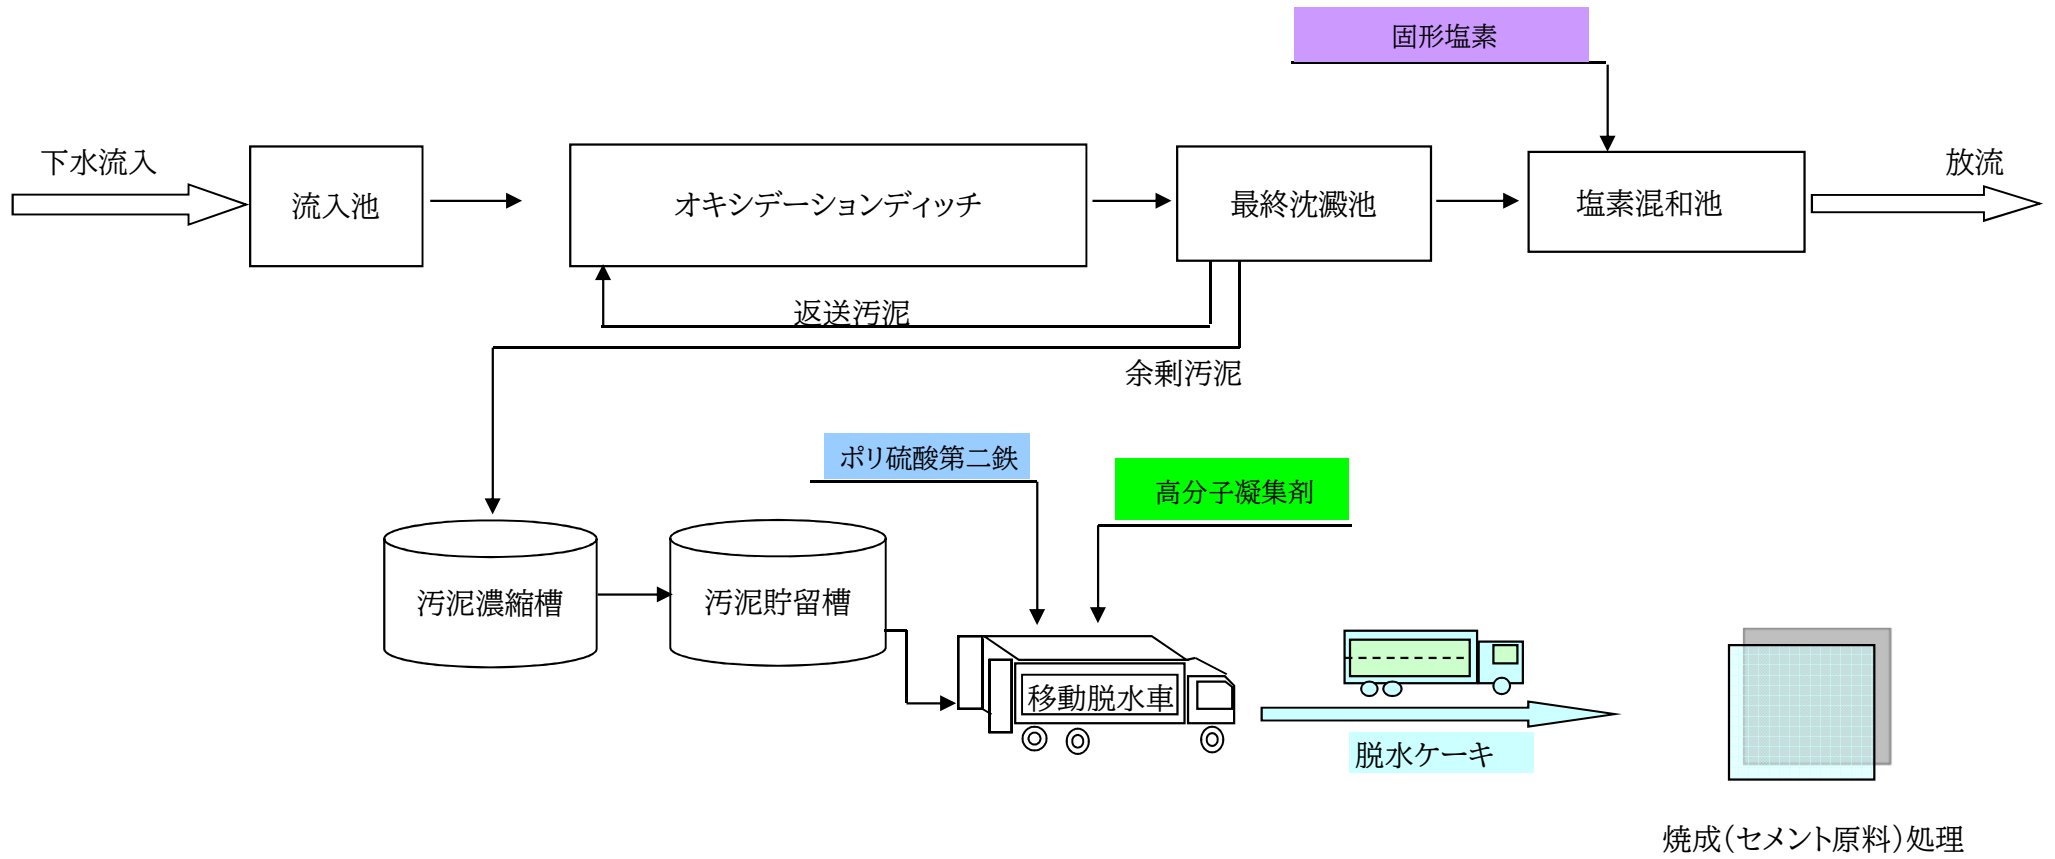 固形塩素
下水流入
流入池
オキシデーションディッチ
最終沈澱池
塩素混和池
放流
返送汚泥
余剰汚泥
ポリ硫酸第二鉄
高分子凝集剤
汚泥濃縮槽
汚泥貯留槽
移動脱水車
脱水ケーキ
焼成(セメント原料)処理